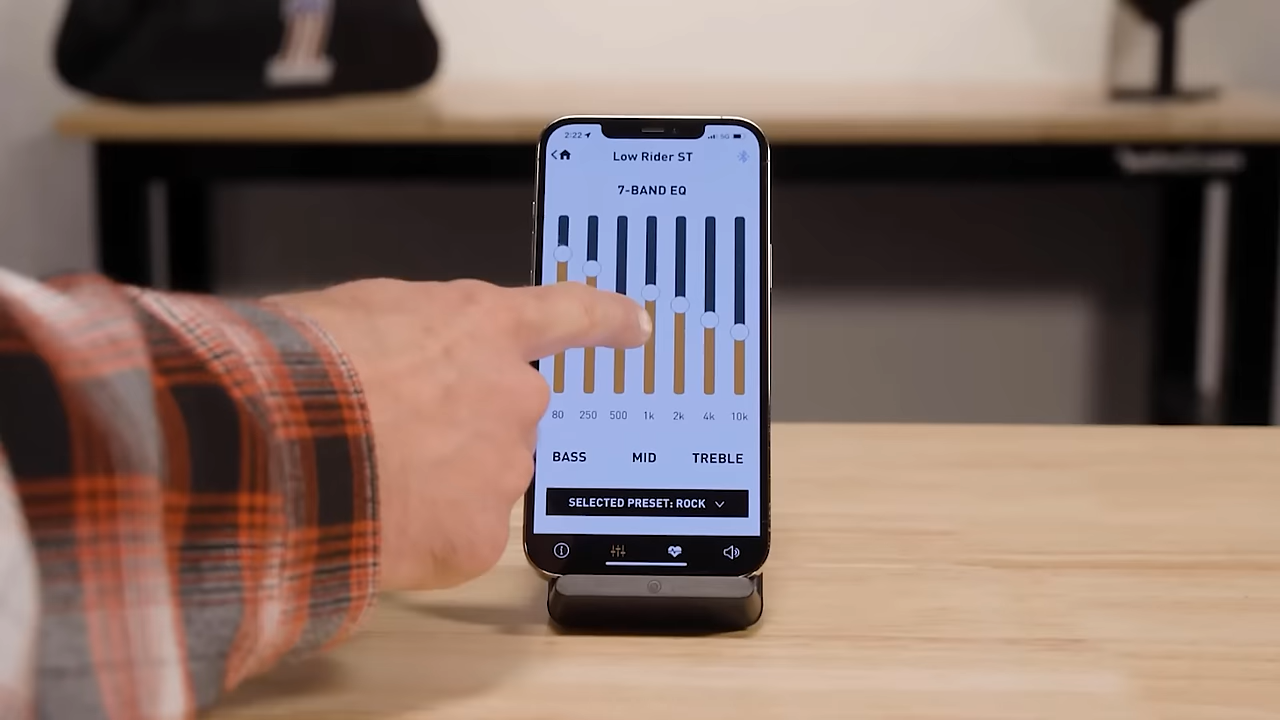 2:22 5G
Low Rider ST
7-BAND EQ
80 250 500 1k 2k 4k 10k
BASS MID TREBLE
SELECTED PRESET: ROCK